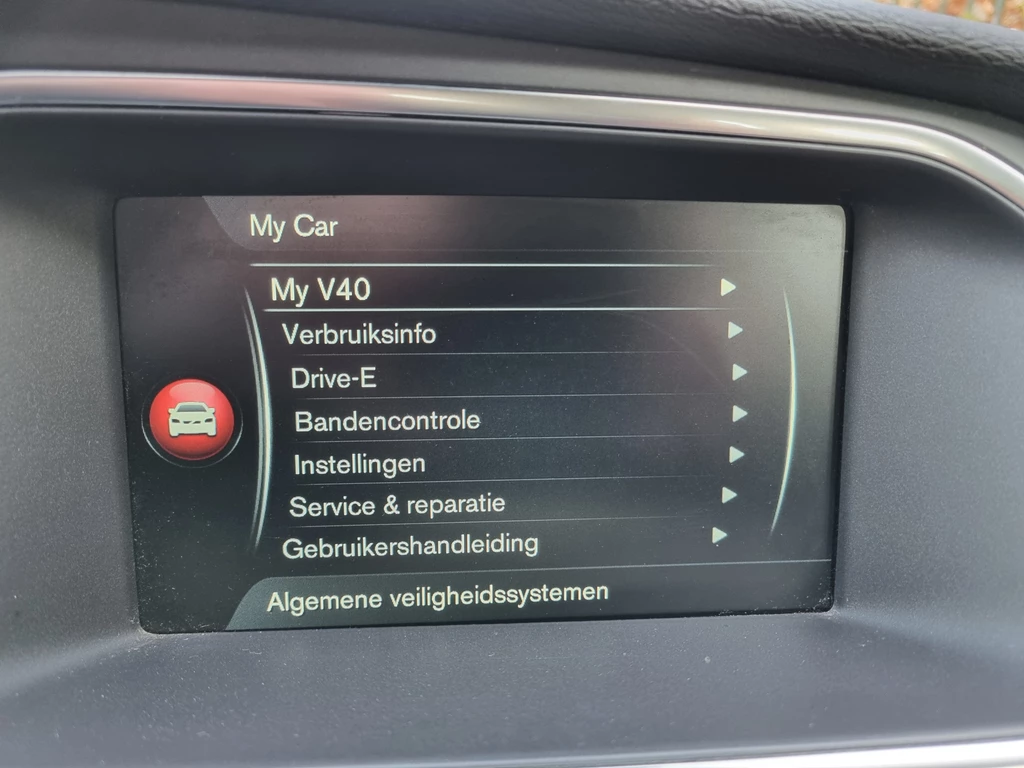 My Car
My V40
Verbruiksinfo
Drive-E
Bandencontrole
Instellingen
Service & reparatie
Gebruikershandleiding
Algemene veiligheidssystemen